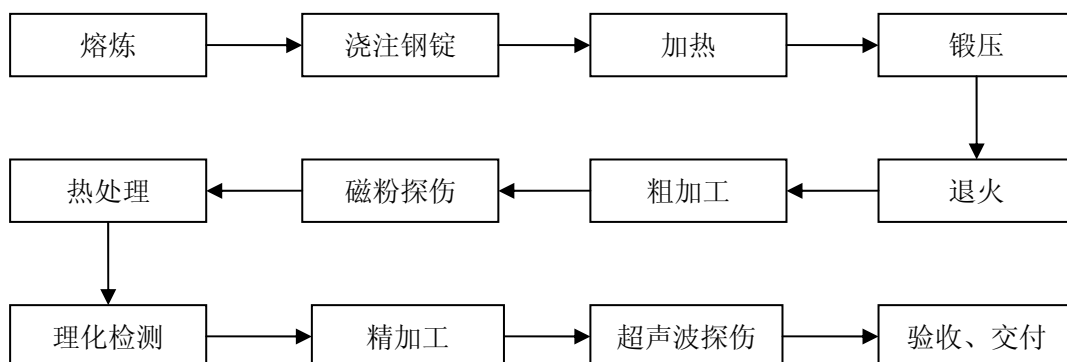 熔炼
浇注钢锭
加热
锻压
热处理
磁粉探伤
粗加工
退火
理化检测
精加工
超声波探伤
验收、交付